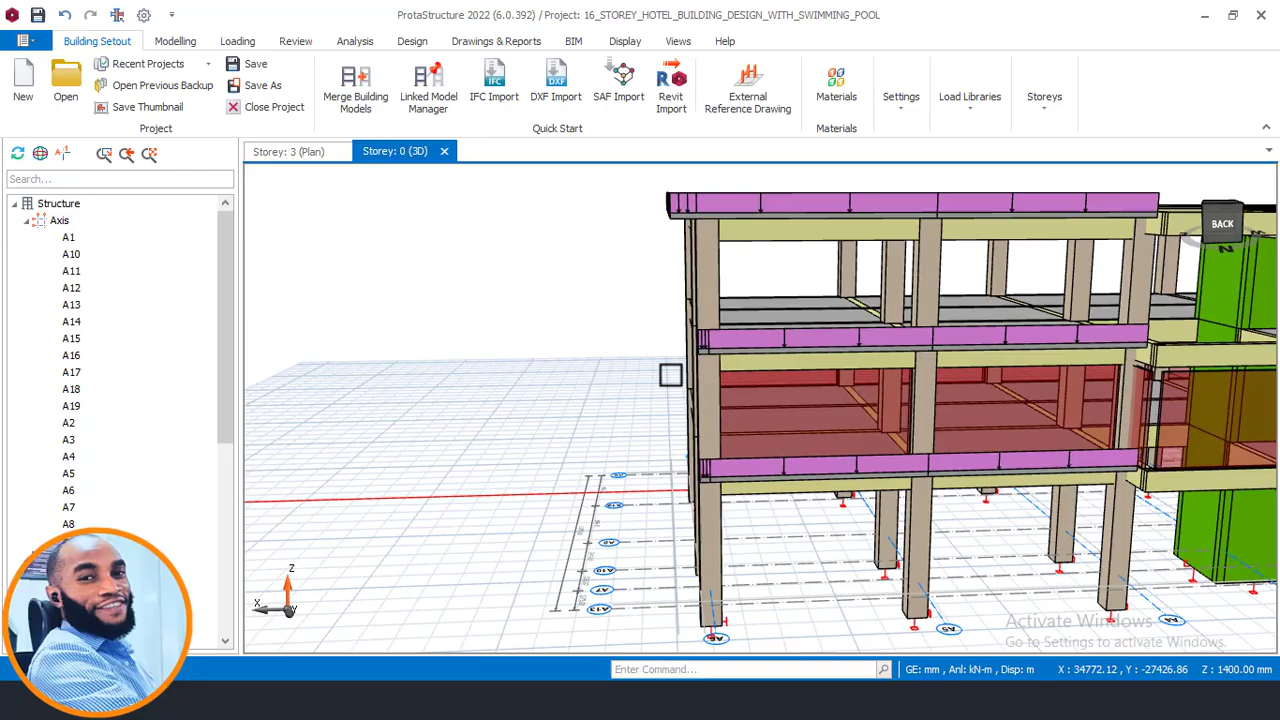 ProtaStructure 2022 (6.0.392) / Project: 16_STOREY_HOTEL_BUILDING_DESIGN_WITH_SWIMMING_POOL
Building Setout Modelling Loading Review Analysis Design Drawings & Reports BIM Display Views Help
New
Open
Recent Projects
Open Previous Backup
Save Thumbnail
Save
Save As
Close Project
Project
Merge Building Models
Linked Model Manager
IFC Import
DXF Import
SAF Import
Revit Import
External Reference Drawing
Quick Start
Materials
Materials
Settings
Load Libraries
Storeys
Storey: 3 (Plan)
Storey: 0 (3D)
Search...
Structure
Axis
A1
A10
A11
A12
A13
A14
A15
A16
A17
A18
A19
A2
A3
A4
A5
A6
A7
A8
BACK
N
Z
X
Y
Activate Windows
Go to Settings to activate Windows.
Enter Command...
GE: mm , Anl: kN-m , Disp: m
X : 34772.12 , Y : -27426.86
Z : 1400.00 mm